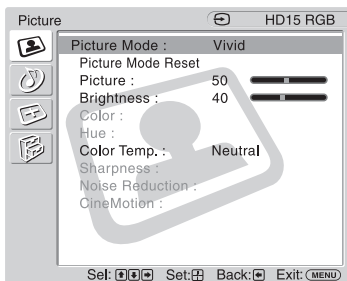 Picture HD15 RGB
Picture Mode : Vivid
Picture Mode Reset
Picture : 50
Brightness : 40
Color :
Hue :
Color Temp. : Neutral
Sharpness :
Noise Reduction :
CineMotion :
Sel: Set: Back: Exit: MENU